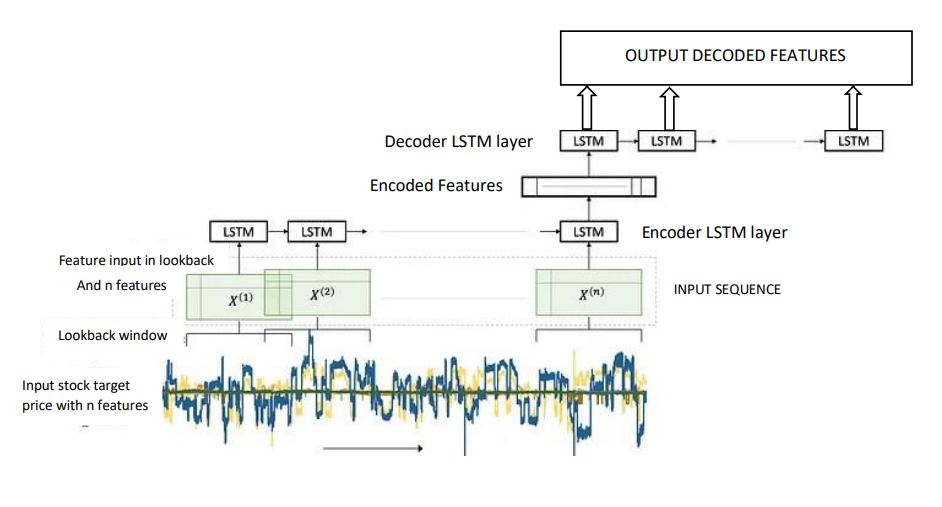 OUTPUT DECODED FEATURES
Decoder LSTM layer
LSTM
LSTM
LSTM
Encoded Features
LSTM
LSTM
LSTM
Encoder LSTM layer
Feature input in lookback
And n features
X⁽¹⁾
X⁽²⁾
X⁽ⁿ⁾
INPUT SEQUENCE
Lookback window
Input stock target
price with n features